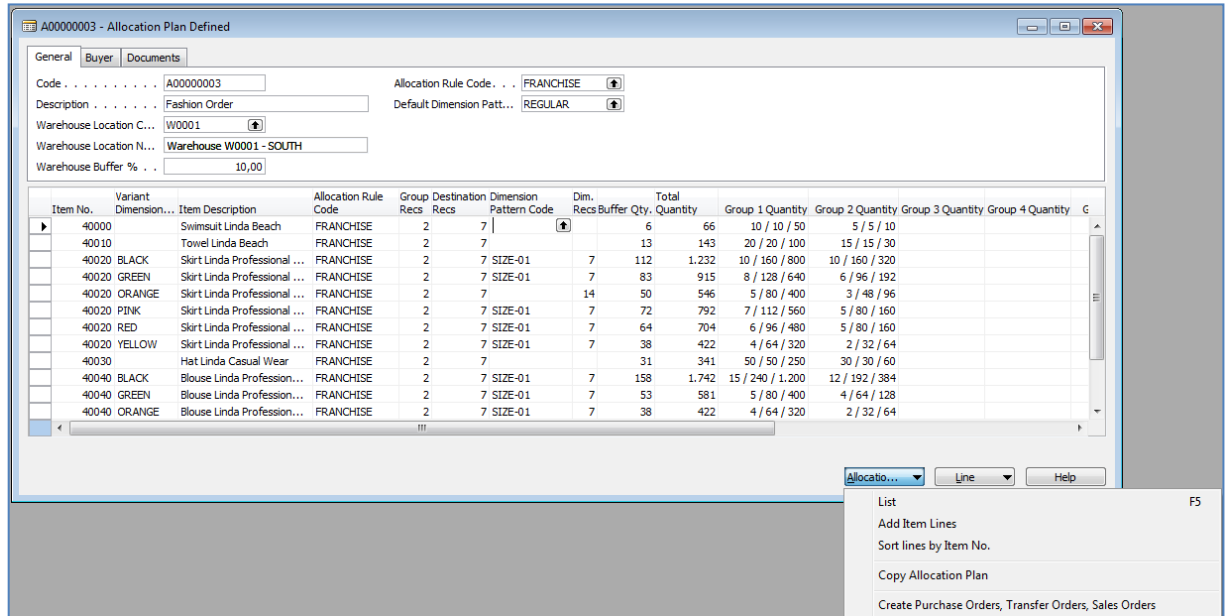 A00000003 - Allocation Plan Defined
General Buyer Documents
Code . . . . . . . . . . A00000003 Allocation Rule Code. . . FRANCHISE
Description . . . . . . . Fashion Order Default Dimension Patt... REGULAR
Warehouse Location C... W0001
Warehouse Location N... Warehouse W0001 - SOUTH
Warehouse Buffer % . . 10,00
Variant Allocation Rule Group Destination Dimension Dim. Total
Item No. Dimension... Item Description Code Recs Recs Pattern Code Recs Buffer Qty. Quantity Group 1 Quantity Group 2 Quantity Group 3 Quantity Group 4 Quantity G
40000 Swimsuit Linda Beach FRANCHISE 2 7 6 66 10 / 10 / 50 5 / 5 / 10
40010 Towel Linda Beach FRANCHISE 2 7 13 143 20 / 20 / 100 15 / 15 / 30
40020 BLACK Skirt Linda Professional ... FRANCHISE 2 7 SIZE-01 7 112 1.232 10 / 160 / 800 10 / 160 / 320
40020 GREEN Skirt Linda Professional ... FRANCHISE 2 7 SIZE-01 7 83 915 8 / 128 / 640 6 / 96 / 192
40020 ORANGE Skirt Linda Professional ... FRANCHISE 2 7 14 50 546 5 / 80 / 400 3 / 48 / 96
40020 PINK Skirt Linda Professional ... FRANCHISE 2 7 SIZE-01 7 72 792 7 / 112 / 560 5 / 80 / 160
40020 RED Skirt Linda Professional ... FRANCHISE 2 7 SIZE-01 7 64 704 6 / 96 / 480 5 / 80 / 160
40020 YELLOW Skirt Linda Professional ... FRANCHISE 2 7 SIZE-01 7 38 422 4 / 64 / 320 2 / 32 / 64
40030 Hat Linda Casual Wear FRANCHISE 2 7 31 341 50 / 50 / 250 30 / 30 / 60
40040 BLACK Blouse Linda Profession... FRANCHISE 2 7 SIZE-01 7 158 1.742 15 / 240 / 1.200 12 / 192 / 384
40040 GREEN Blouse Linda Profession... FRANCHISE 2 7 SIZE-01 7 53 581 5 / 80 / 400 4 / 64 / 128
40040 ORANGE Blouse Linda Profession... FRANCHISE 2 7 SIZE-01 7 38 422 4 / 64 / 320 2 / 32 / 64
Allocatio... Line Help
List F5
Add Item Lines
Sort lines by Item No.
Copy Allocation Plan
Create Purchase Orders, Transfer Orders, Sales Orders